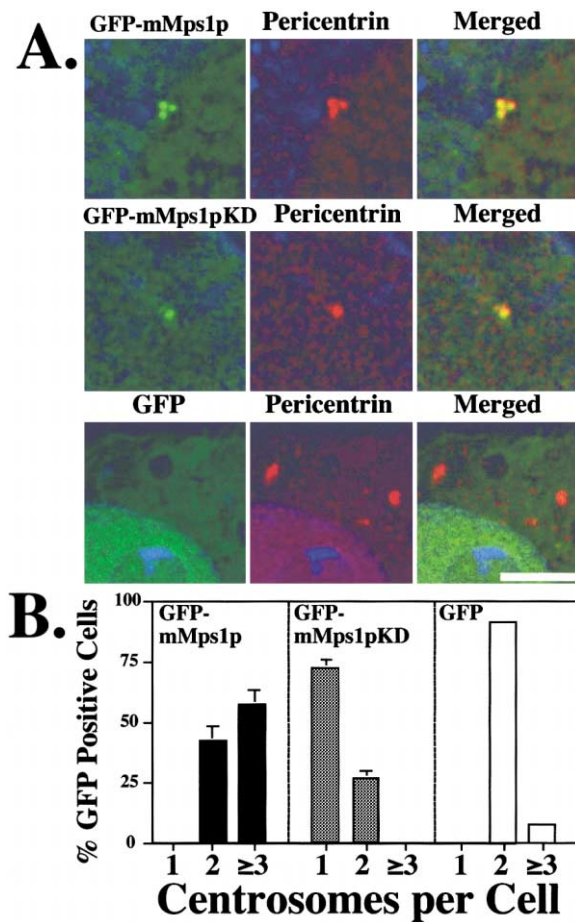 A.
GFP-mMps1p Pericentrin Merged
GFP-mMps1pKD Pericentrin Merged
GFP Pericentrin Merged
B.
% GFP Positive Cells
100
75
50
25
0
GFP-
mMps1p
GFP-
mMps1pKD
GFP
1 2 ≥3 1 2 ≥3 1 2 ≥3
Centrosomes per Cell